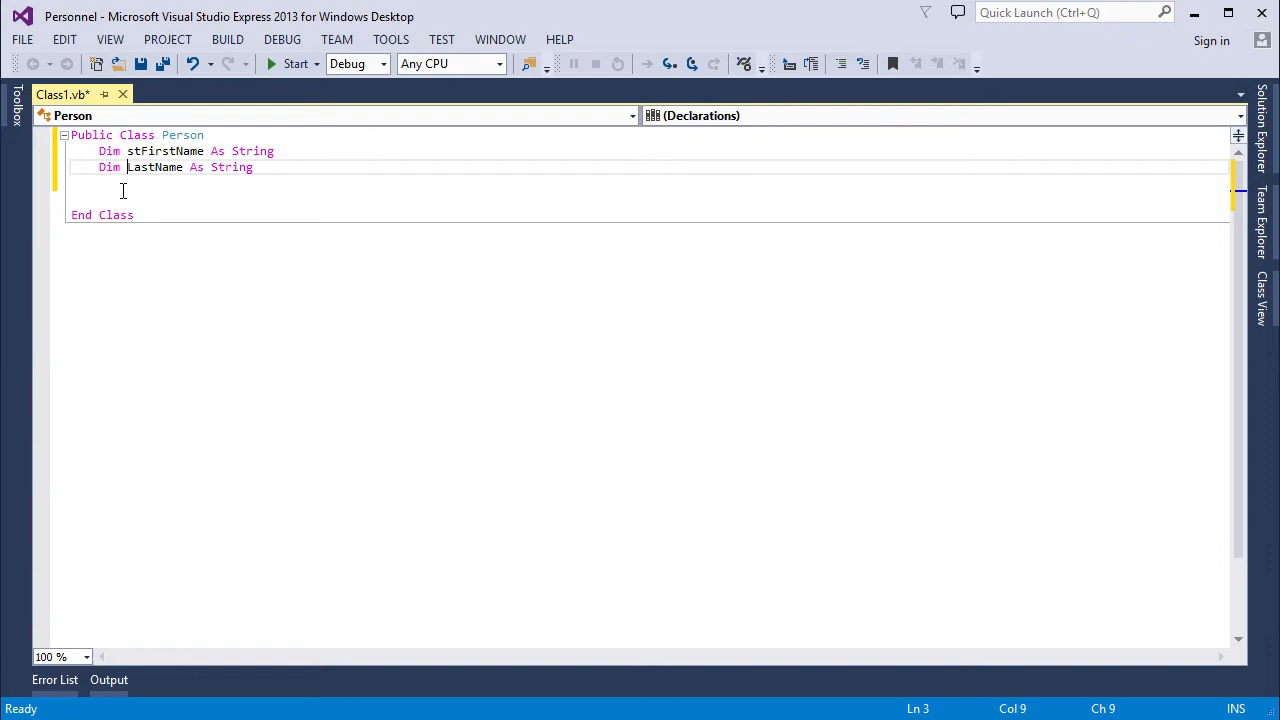 Personnel - Microsoft Visual Studio Express 2013 for Windows Desktop
Quick Launch (Ctrl+Q)
FILE EDIT VIEW PROJECT BUILD DEBUG TEAM TOOLS TEST WINDOW HELP
Sign in
Start Debug Any CPU
Class1.vb*
Person
(Declarations)
Public Class Person
Dim stFirstName As String
Dim LastName As String
End Class
Toolbox
Solution Explorer
Team Explorer
Class View
100 %
Error List Output
Ready Ln 3 Col 9 Ch 9 INS